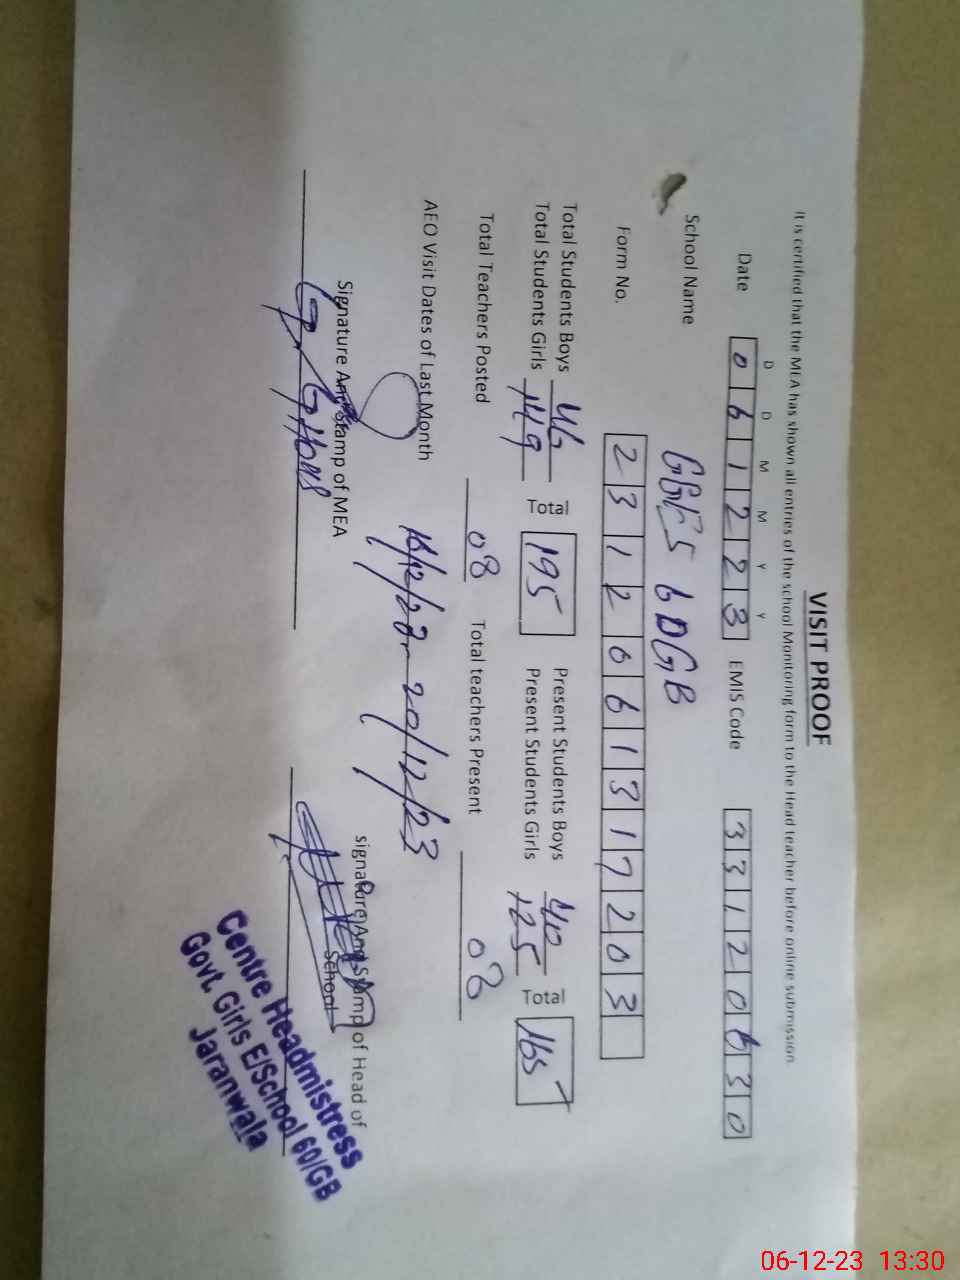 VISIT PROOF
It is certified that the MEA has shown all entries of the school Monitoring form to the Head teacher before online submission.
D D M M Y Y
Date 0 6 1 2 2 3 EMIS Code 3 3 1 2 0 6 3 0
School Name GGES 60GB
Form No. 2 3 1 2 0 6 1 3 1 7 2 0 3
Total Students Boys 46 Total 195 Present Students Boys 40 Total 165
Total Students Girls 149 Present Students Girls 125
Total Teachers Posted 08 Total teachers Present 08
AEO Visit Dates of Last Month 20/12/23
Signature And Stamp of MEA signature And Stamp of Head of
School
Centre Headmistress
Govt. Girls E/School 60/GB
Jaranwala
06-12-23 13:30